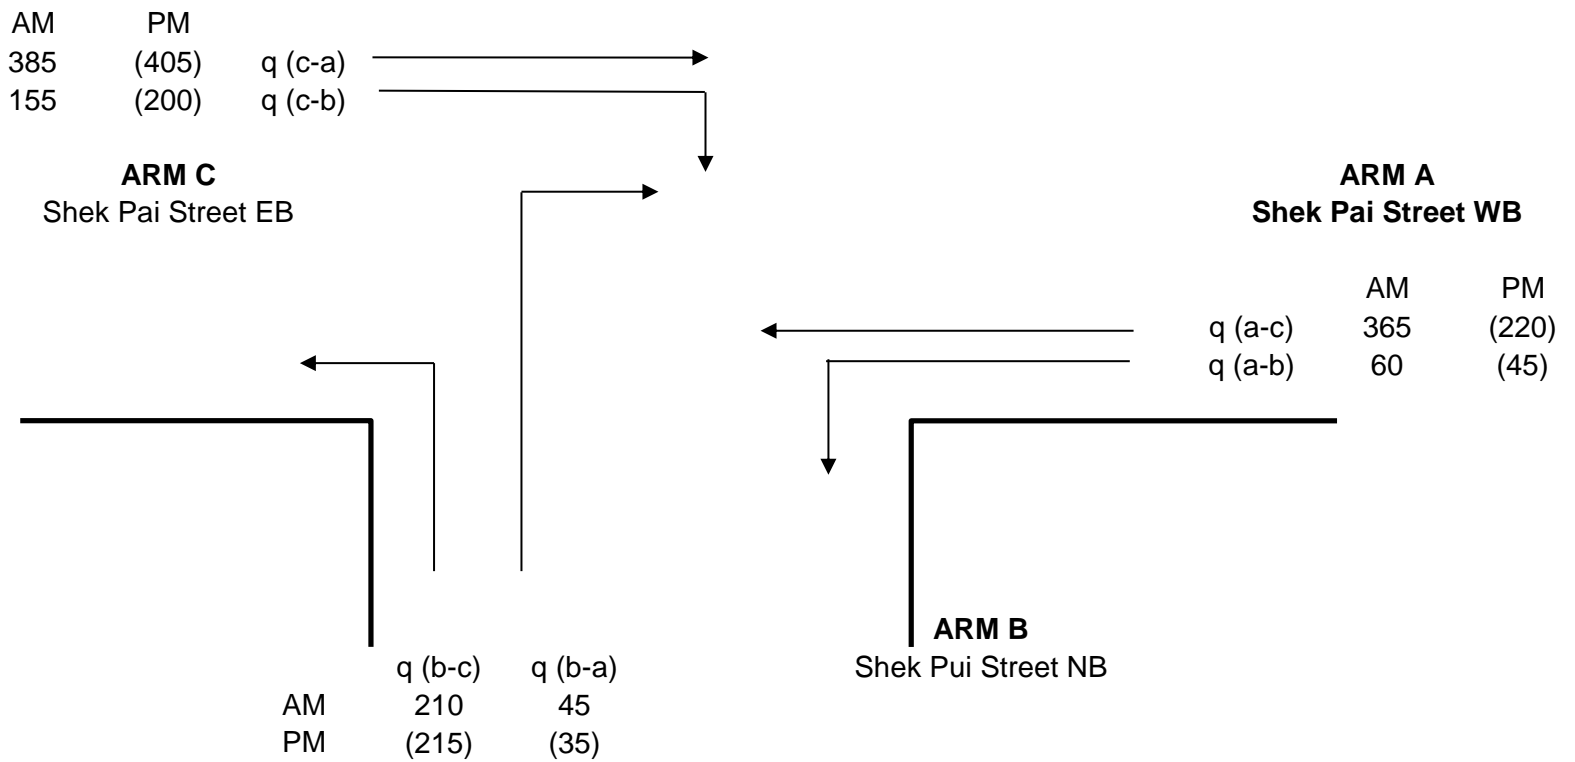 AM PM
385 (405) q (c-a)
155 (200) q (c-b)
ARM C
Shek Pai Street EB
ARM A
Shek Pai Street WB
AM PM
q (a-c) 365 (220)
q (a-b) 60 (45)
ARM B
Shek Pui Street NB
q (b-c) q (b-a)
AM 210 45
PM (215) (35)